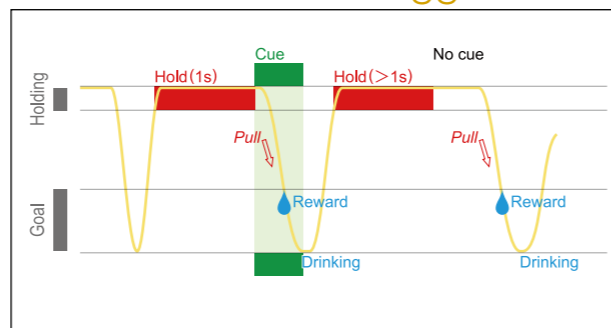 Cue
No cue
Hold(1s)
Hold(＞1s)
Holding
Pull
Pull
Goal
Reward
Reward
Drinking
Drinking